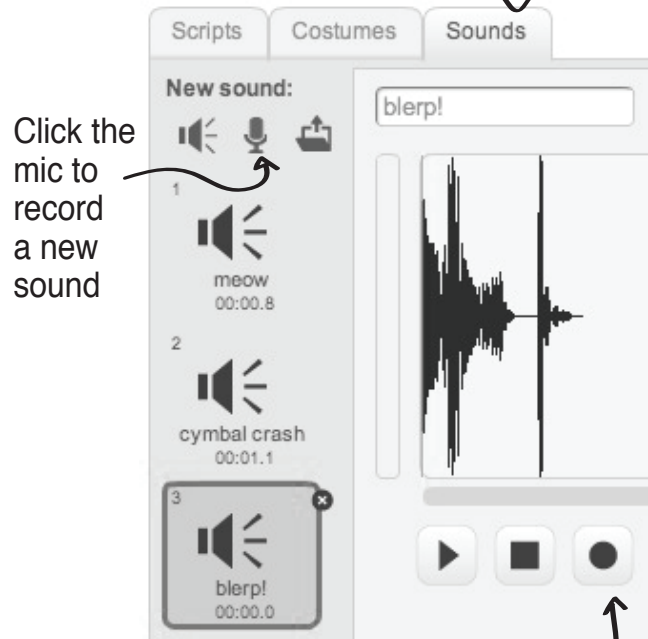 Scripts Costumes Sounds
New sound:
blerp!
Click the
mic to
record
a new
sound
1
meow
00:00.8
2
cymbal crash
00:01.1
3
blerp!
00:00.0